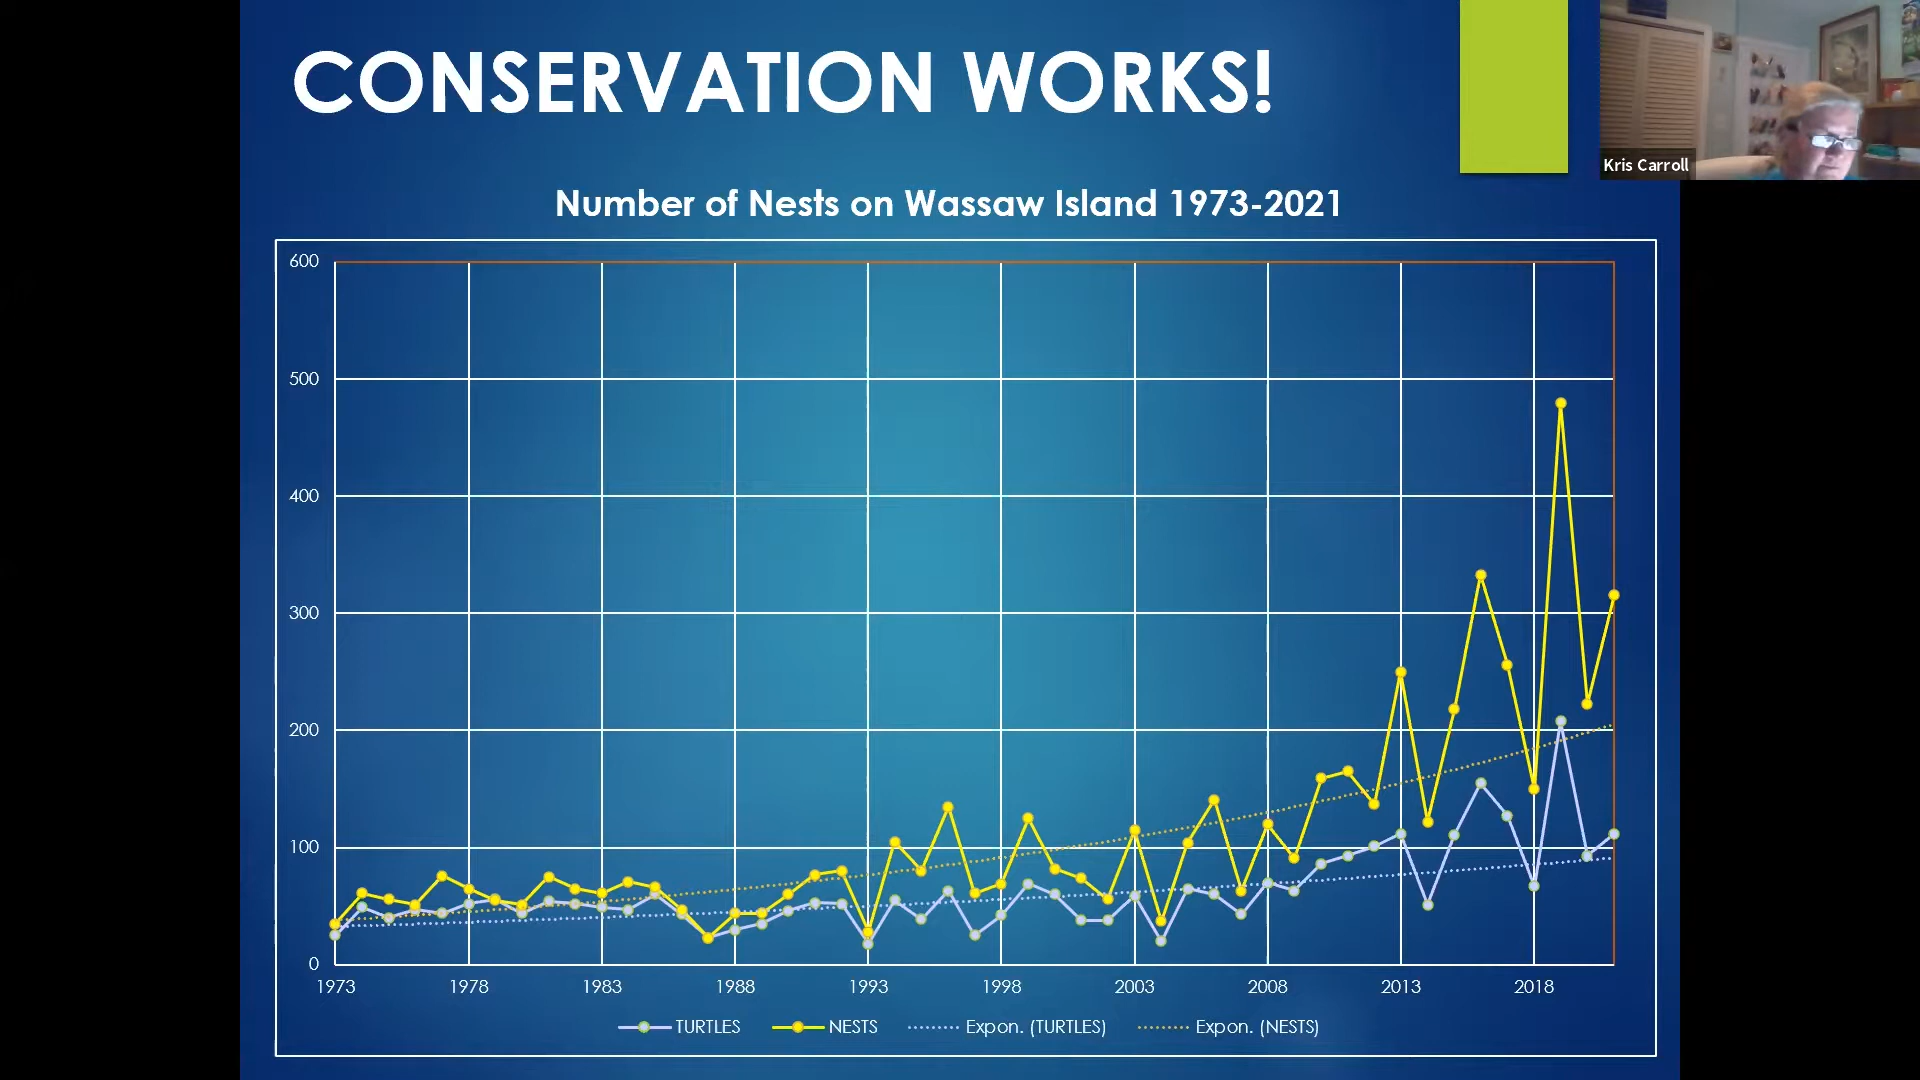 CONSERVATION WORKS!
Kris Carroll
Number of Nests on Wassaw Island 1973-2021
600
500
400
300
200
100
0
1973 1978 1983 1988 1993 1998 2003 2008 2013 2018
TURTLES NESTS Expon. (TURTLES) Expon. (NESTS)